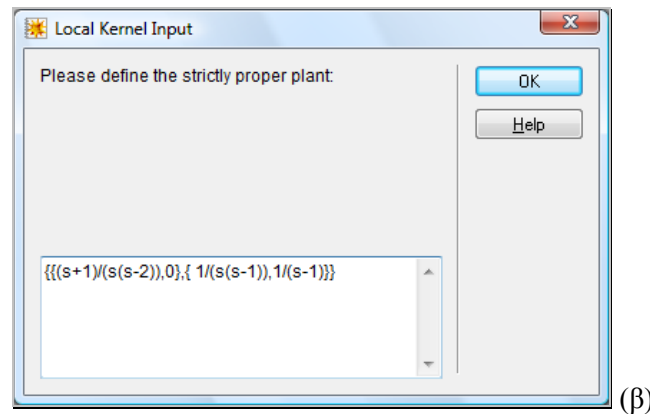 Local Kernel Input
Please define the strictly proper plant:
OK
Help
{{(s+1)/(s(s-2)),0},{ 1/(s(s-1)),1/(s-1)}}
(β)